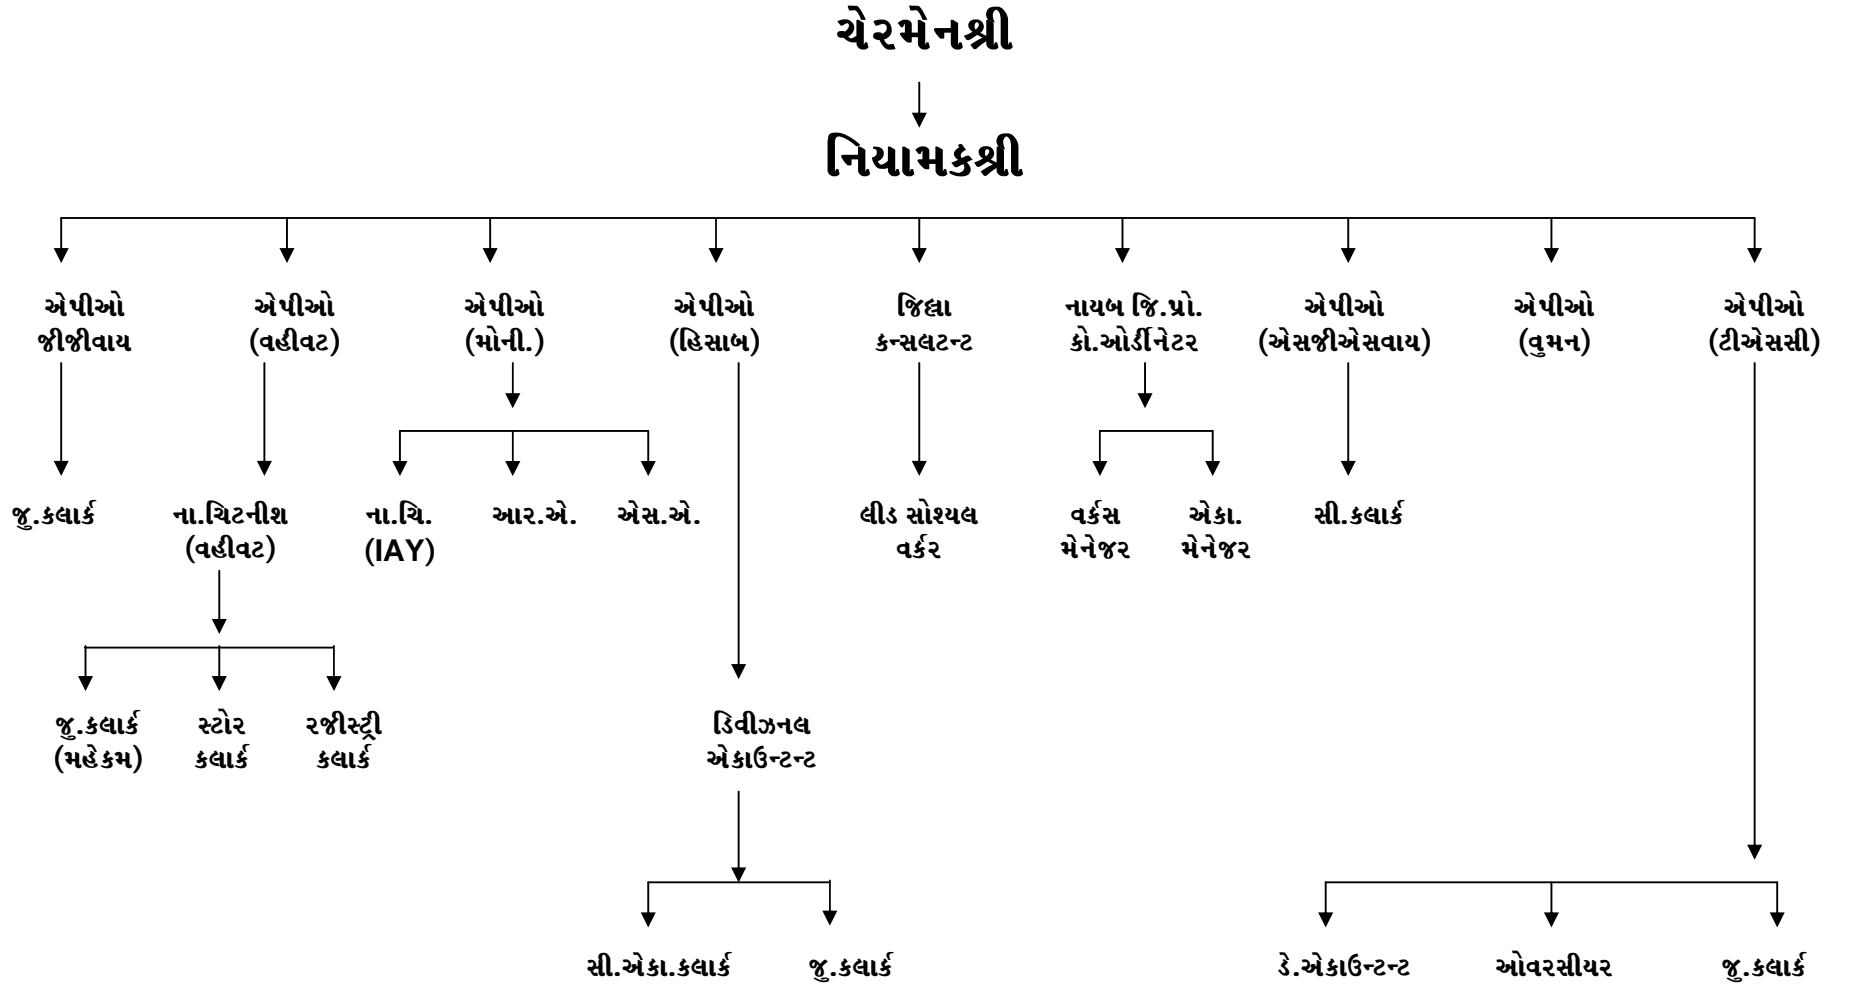 ચેરમેનશ્રી
નિયામકશ્રી
એપીઓ
જીજીવાય
એપીઓ
(વહીવટ)
એપીઓ
(મોની.)
એપીઓ
(હિસાબ)
જિલ્લા
કન્સલટન્ટ
નાયબ જિ.પ્રો.
કો.ઓર્ડીનેટર
એપીઓ
(એસજીએસવાય)
એપીઓ
(વુમન)
એપીઓ
(ટીએસસી)
જુ.કલાર્ક
ના.ચિટનીશ
(વહીવટ)
ના.ચિ.
(IAY)
આર.એ.
એસ.એ.
લીડ સોશ્યલ
વર્કર
વર્કસ
મેનેજર
એકા.
મેનેજર
સી.કલાર્ક
જુ.કલાર્ક
(મહેકમ)
સ્ટોર
કલાર્ક
રજીસ્ટ્રી
કલાર્ક
ડિવીઝનલ
એકાઉન્ટન્ટ
સી.એકા.કલાર્ક
જુ.કલાર્ક
ડે.એકાઉન્ટન્ટ
ઓવરસીયર
જુ.કલાર્ક